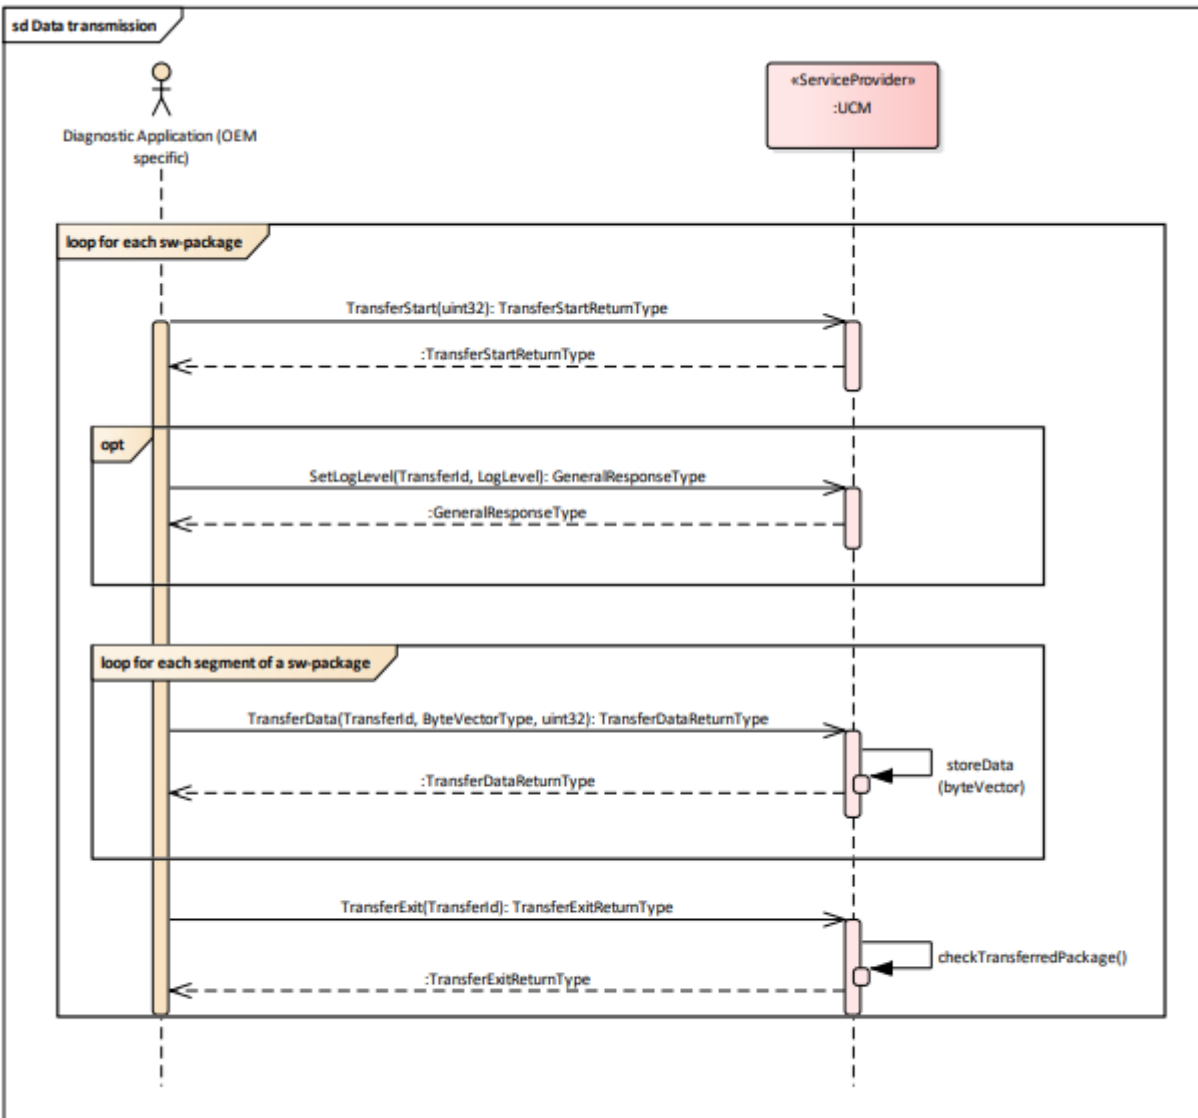 sd Data transmission
«ServiceProvider»
:UCM
Diagnostic Application (OEM
specific)
loop for each sw-package
TransferStart(uint32): TransferStartReturnType
:TransferStartReturnType
opt
SetLogLevel(TransferId, LogLevel): GeneralResponseType
:GeneralResponseType
loop for each segment of a sw-package
TransferData(TransferId, ByteVectorType, uint32): TransferDataReturnType
storeData
(byteVector)
:TransferDataReturnType
TransferExit(TransferId): TransferExitReturnType
checkTransferredPackage()
:TransferExitReturnType